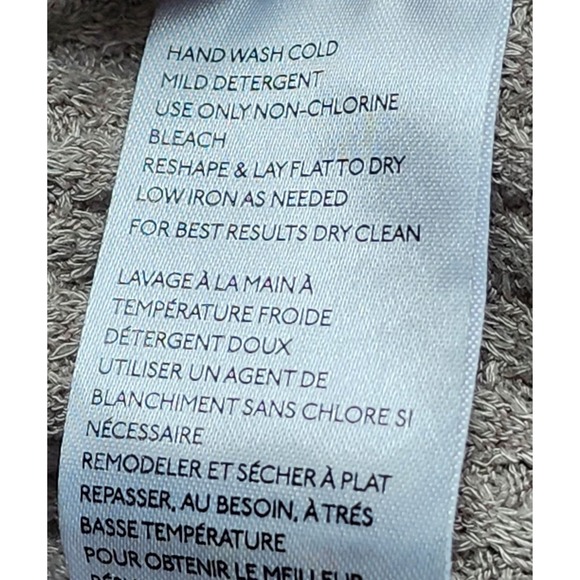 HAND WASH COLD
MILD DETERGENT
USE ONLY NON-CHLORINE
BLEACH
RESHAPE & LAY FLAT TO DRY
LOW IRON AS NEEDED
FOR BEST RESULTS DRY CLEAN
LAVAGE À LA MAIN À
TEMPÉRATURE FROIDE
DÉTERGENT DOUX
UTILISER UN AGENT DE
BLANCHIMENT SANS CHLORE SI
NÉCESSAIRE
REMODELER ET SÉCHER À PLAT
REPASSER, AU BESOIN, À TRÉS
BASSE TEMPÉRATURE
POUR OBTENIR LE MEILLEUR